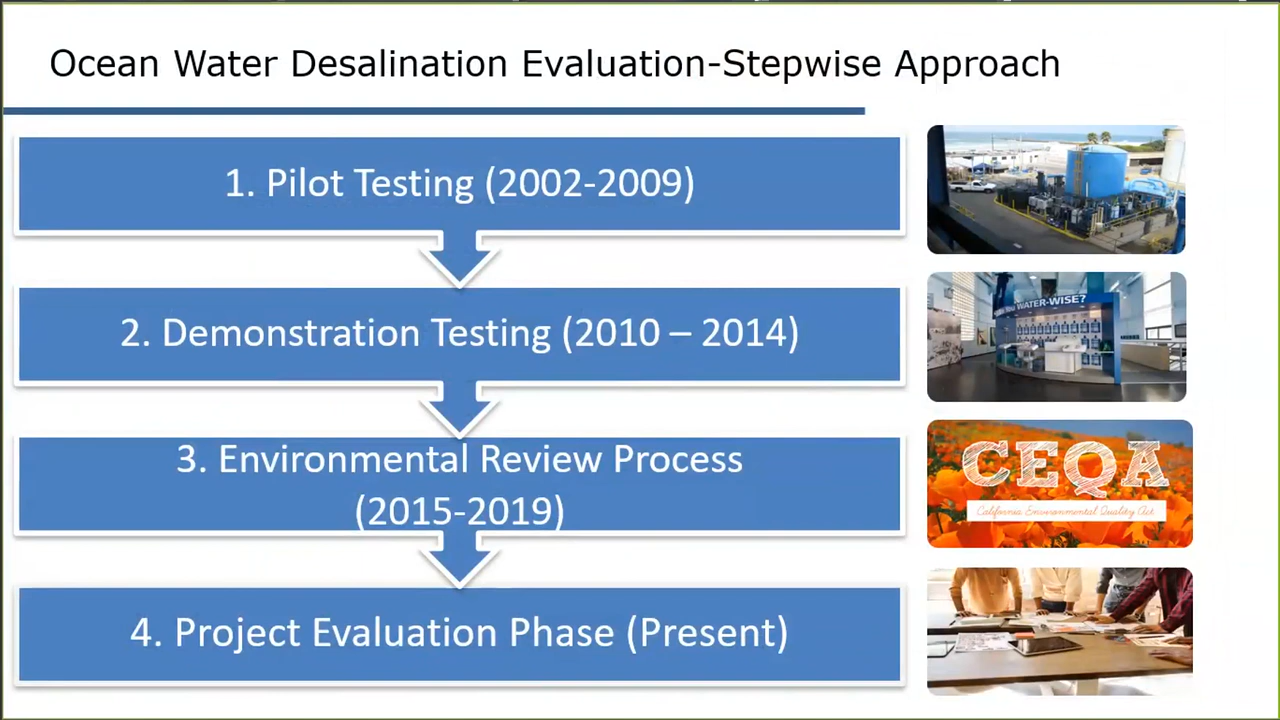 Ocean Water Desalination Evaluation-Stepwise Approach
1. Pilot Testing (2002-2009)
2. Demonstration Testing (2010 – 2014)
WATER-WISE?
3. Environmental Review Process
(2015-2019)
CEQA
California Environmental Quality Act
4. Project Evaluation Phase (Present)